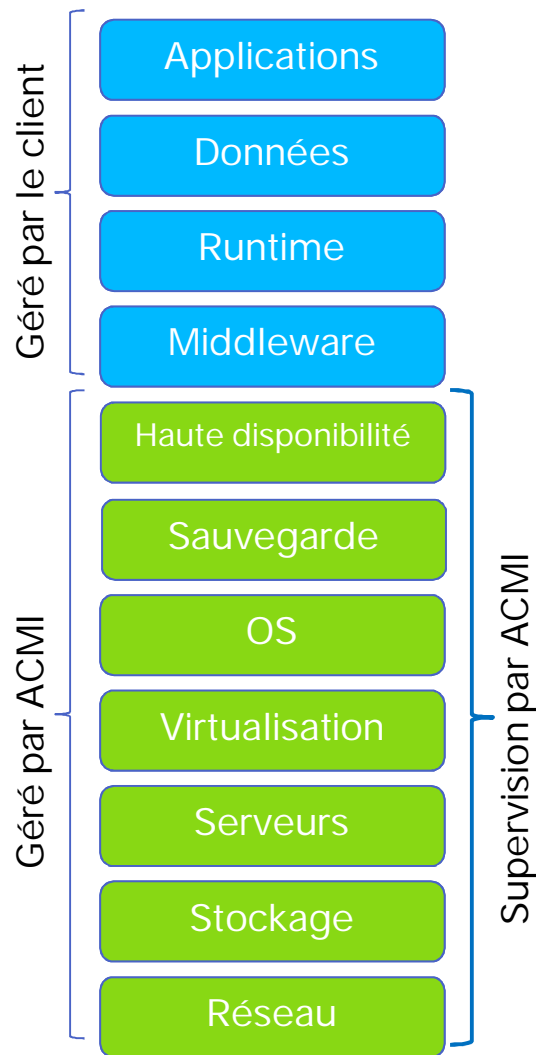 Géré par le client
Applications
Données
Runtime
Middleware
Géré par ACMI
Haute disponibilité
Sauvegarde
OS
Virtualisation
Serveurs
Stockage
Réseau
Supervision par ACMI